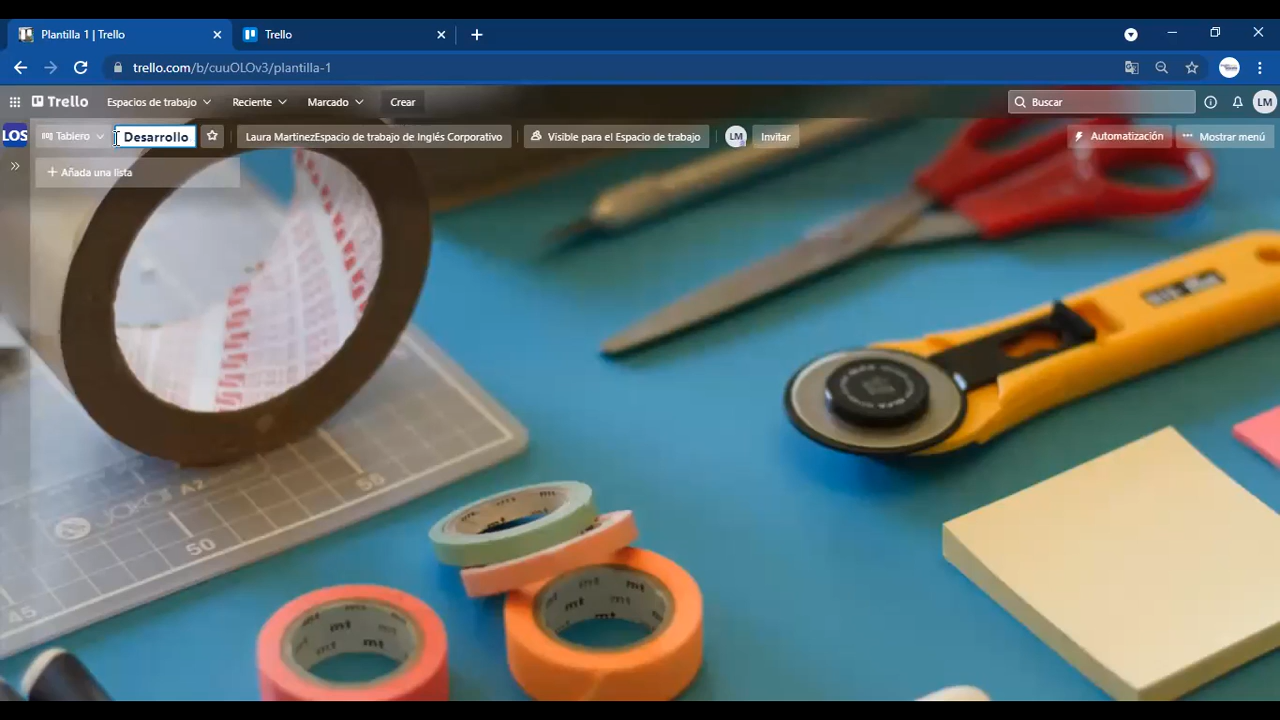 Plantilla 1 | Trello
Trello
trello.com/b/cuuOLOv3/plantilla-1
Trello Espacios de trabajo Reciente Marcado Crear Buscar LM
LOS Tablero Desarrollo Laura MartinezEspacio de trabajo de Inglés Corporativo Visible para el Espacio de trabajo LM Invitar Automatización Mostrar menú
Añada una lista
A2
50
50
45
mt
mt
mt
mt